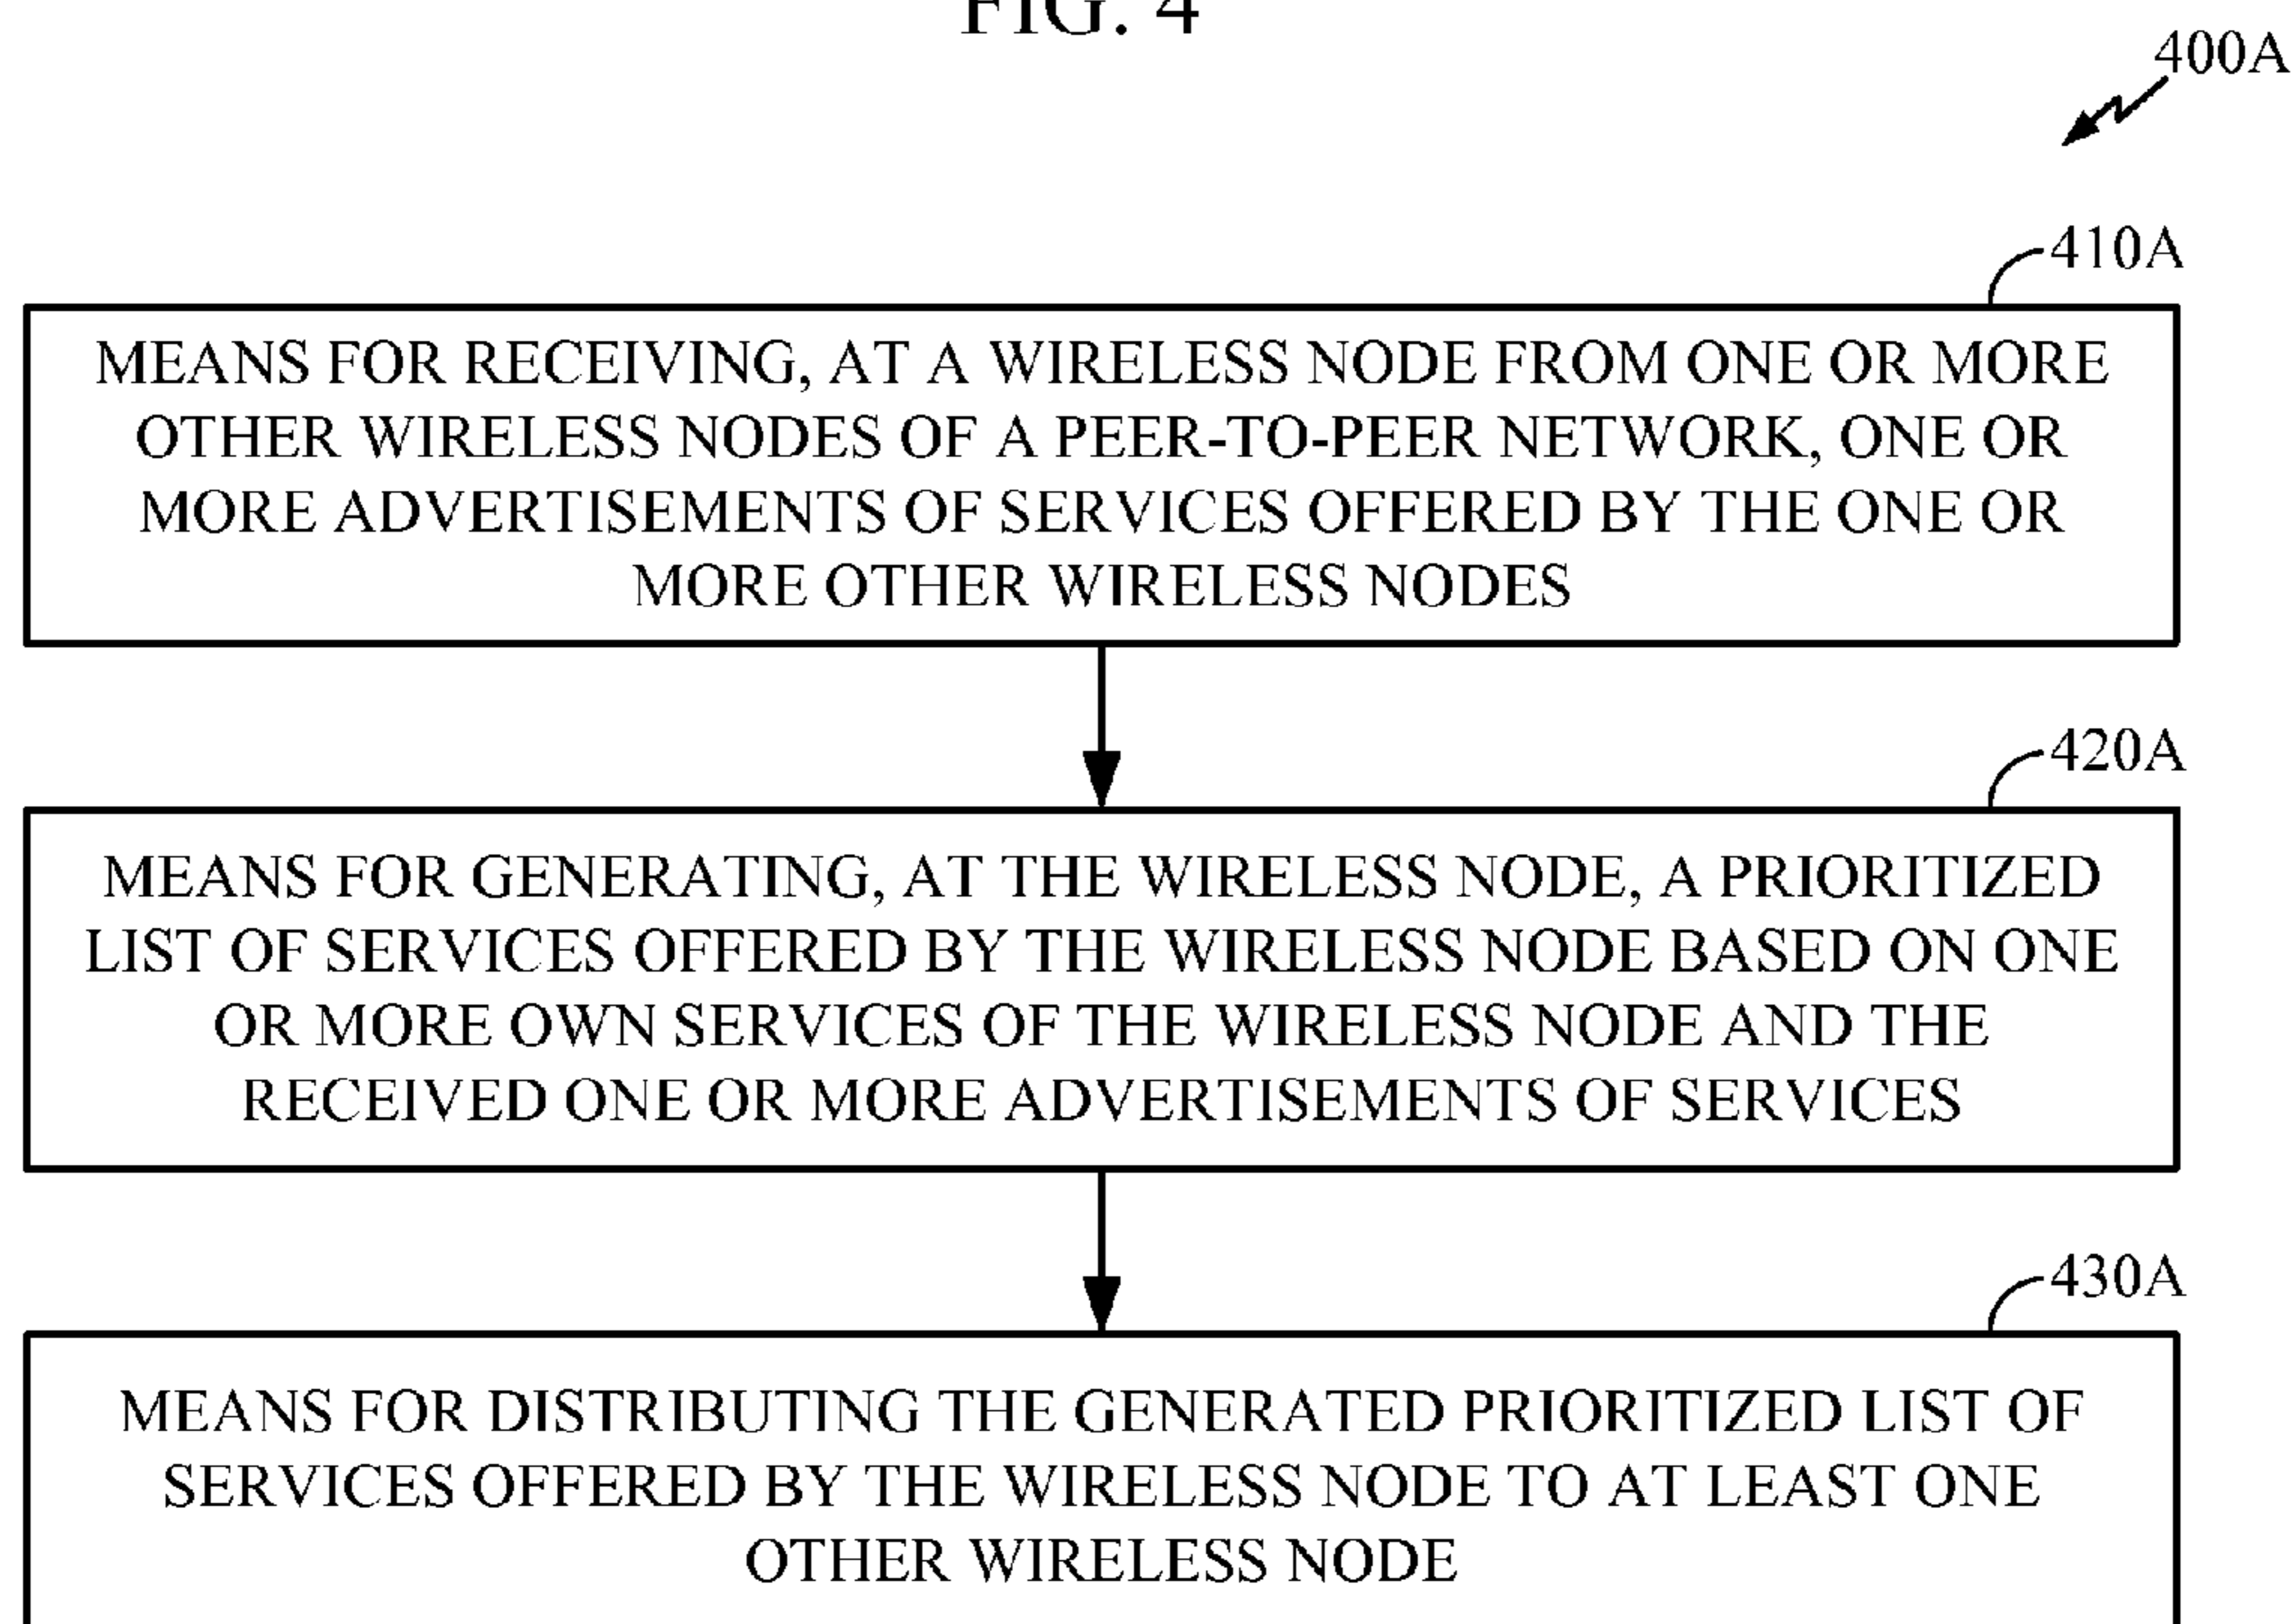 FIG. 4
400A
410A
MEANS FOR RECEIVING, AT A WIRELESS NODE FROM ONE OR MORE
OTHER WIRELESS NODES OF A PEER-TO-PEER NETWORK, ONE OR
MORE ADVERTISEMENTS OF SERVICES OFFERED BY THE ONE OR
MORE OTHER WIRELESS NODES
420A
MEANS FOR GENERATING, AT THE WIRELESS NODE, A PRIORITIZED
LIST OF SERVICES OFFERED BY THE WIRELESS NODE BASED ON ONE
OR MORE OWN SERVICES OF THE WIRELESS NODE AND THE
RECEIVED ONE OR MORE ADVERTISEMENTS OF SERVICES
430A
MEANS FOR DISTRIBUTING THE GENERATED PRIORITIZED LIST OF
SERVICES OFFERED BY THE WIRELESS NODE TO AT LEAST ONE
OTHER WIRELESS NODE